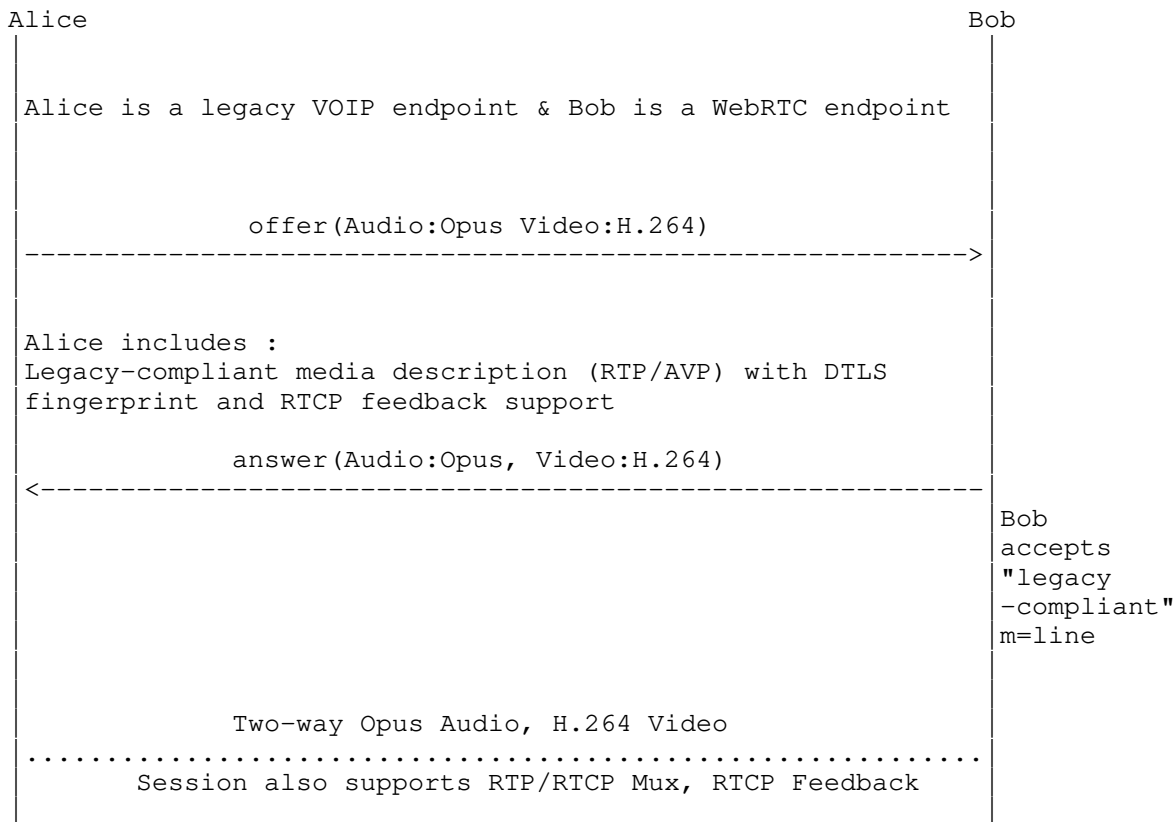 Alice Bob
Alice is a legacy VOIP endpoint & Bob is a WebRTC endpoint
offer(Audio:Opus Video:H.264)
Alice includes :
Legacy-compliant media description (RTP/AVP) with DTLS
fingerprint and RTCP feedback support
answer(Audio:Opus, Video:H.264)
Bob
accepts
"legacy
-compliant"
m=line
Two-way Opus Audio, H.264 Video
Session also supports RTP/RTCP Mux, RTCP Feedback